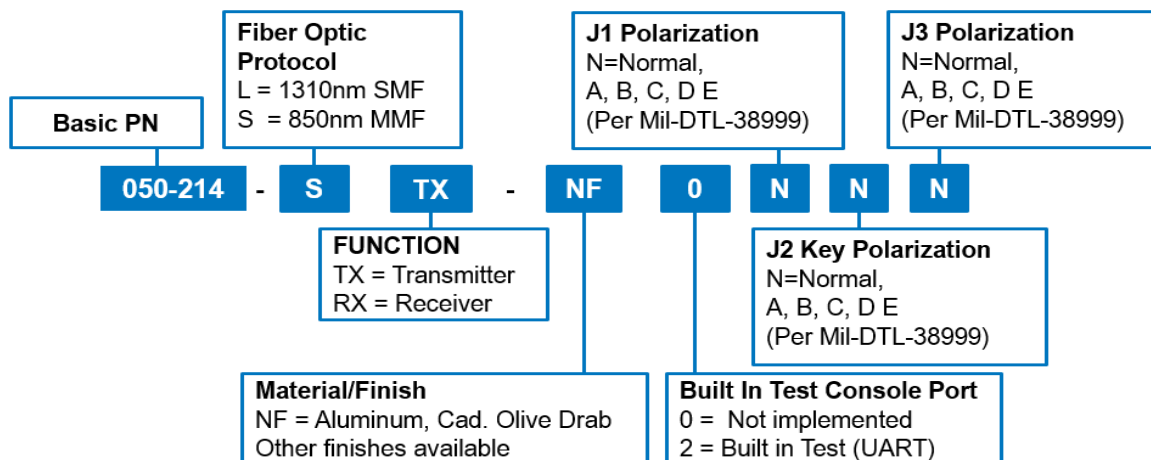 Fiber Optic
Protocol
L = 1310nm SMF
S = 850nm MMF
J1 Polarization
N=Normal,
A, B, C, D E
(Per Mil-DTL-38999)
J3 Polarization
N=Normal,
A, B, C, D E
(Per Mil-DTL-38999)
Basic PN
050-214 - S TX - NF 0 N N N
FUNCTION
TX = Transmitter
RX = Receiver
J2 Key Polarization
N=Normal,
A, B, C, D E
(Per Mil-DTL-38999)
Material/Finish
NF = Aluminum, Cad. Olive Drab
Other finishes available
Built In Test Console Port
0 = Not implemented
2 = Built in Test (UART)